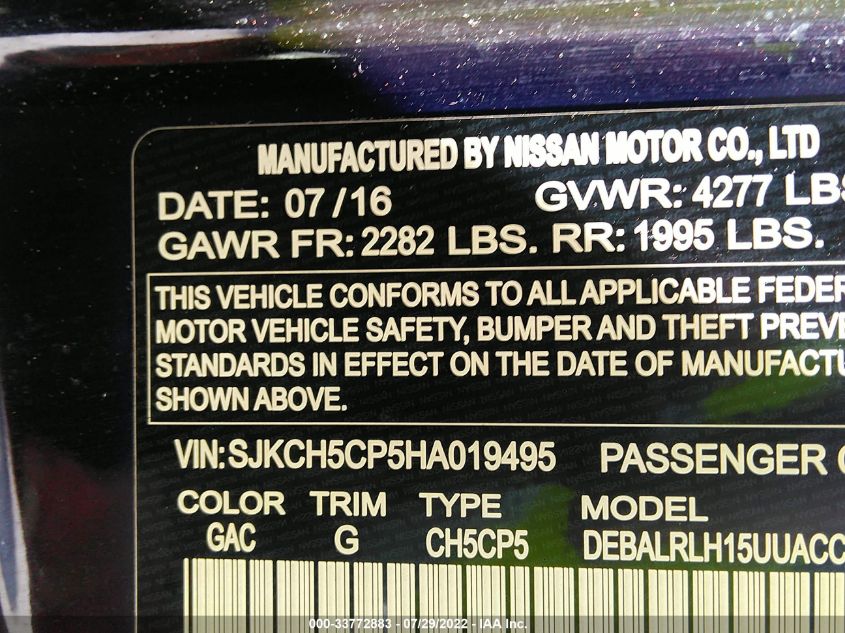 MANUFACTURED BY NISSAN MOTOR CO., LTD
DATE: 07/16 GVWR: 4277 LBS
GAWR FR: 2282 LBS. RR: 1995 LBS.
THIS VEHICLE CONFORMS TO ALL APPLICABLE FEDER
MOTOR VEHICLE SAFETY, BUMPER AND THEFT PREVE
STANDARDS IN EFFECT ON THE DATE OF MANUFACTU
SHOWN ABOVE.
VIN: SJKCH5CP5HA019495 PASSENGER
COLOR TRIM TYPE MODEL
GAC G CH5CP5 DEBALRLH15UUACC
000-33772883 - 07/29/2022 - IAA Inc.